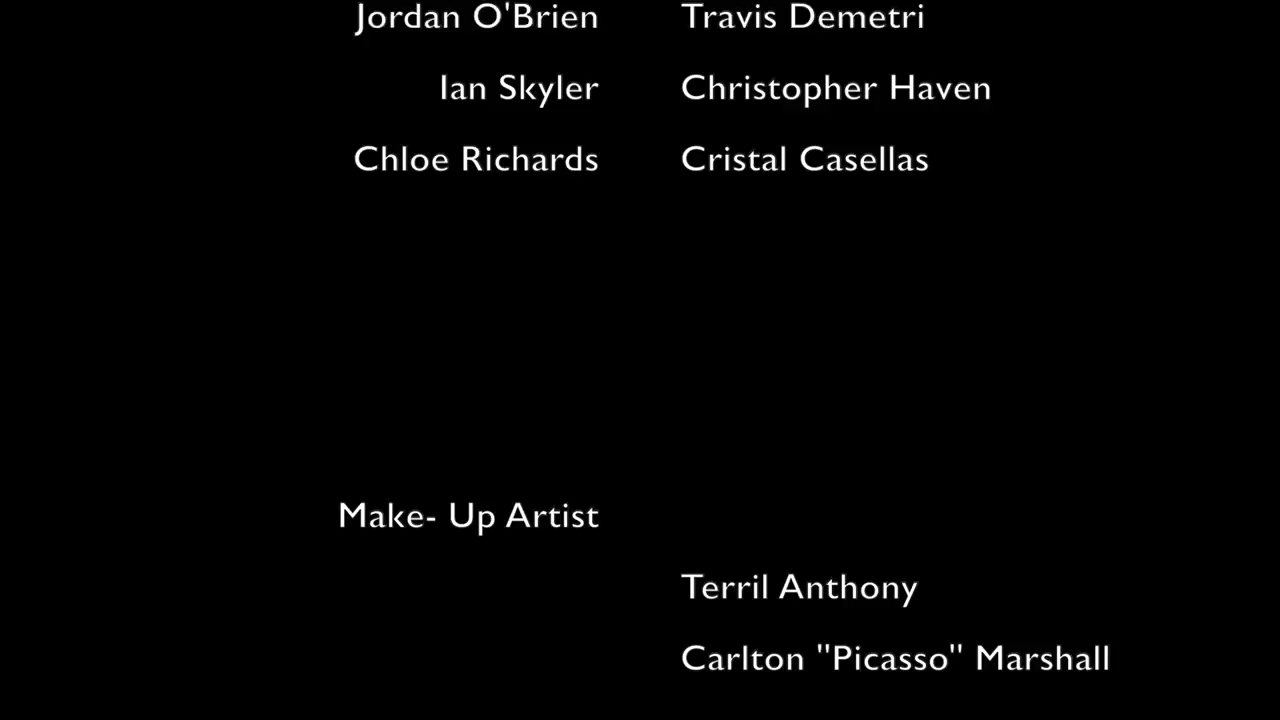 Jordan O'Brien Travis Demetri
Ian Skyler Christopher Haven
Chloe Richards Cristal Casellas
Make- Up Artist
Terril Anthony
Carlton "Picasso" Marshall